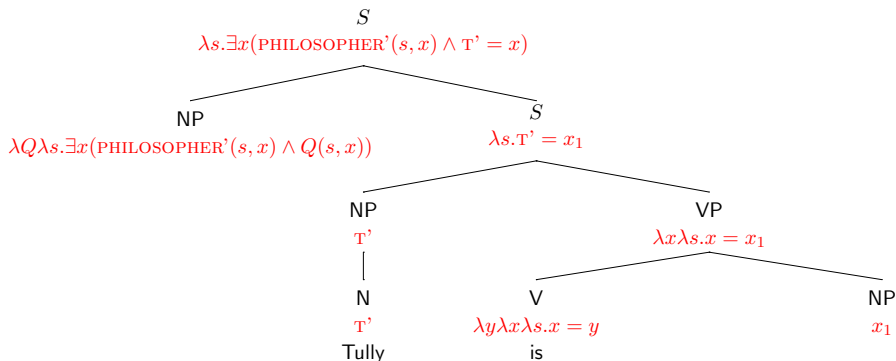 S
λs.∃x(PHILOSOPHER’(s, x) ∧ T’ = x)
NP
λQλs.∃x(PHILOSOPHER’(s, x) ∧ Q(s, x))
S
λs.T’ = x₁
NP
T’
VP
λxλs.x = x₁
N
T’
Tully
V
λyλxλs.x = y
is
NP
x₁